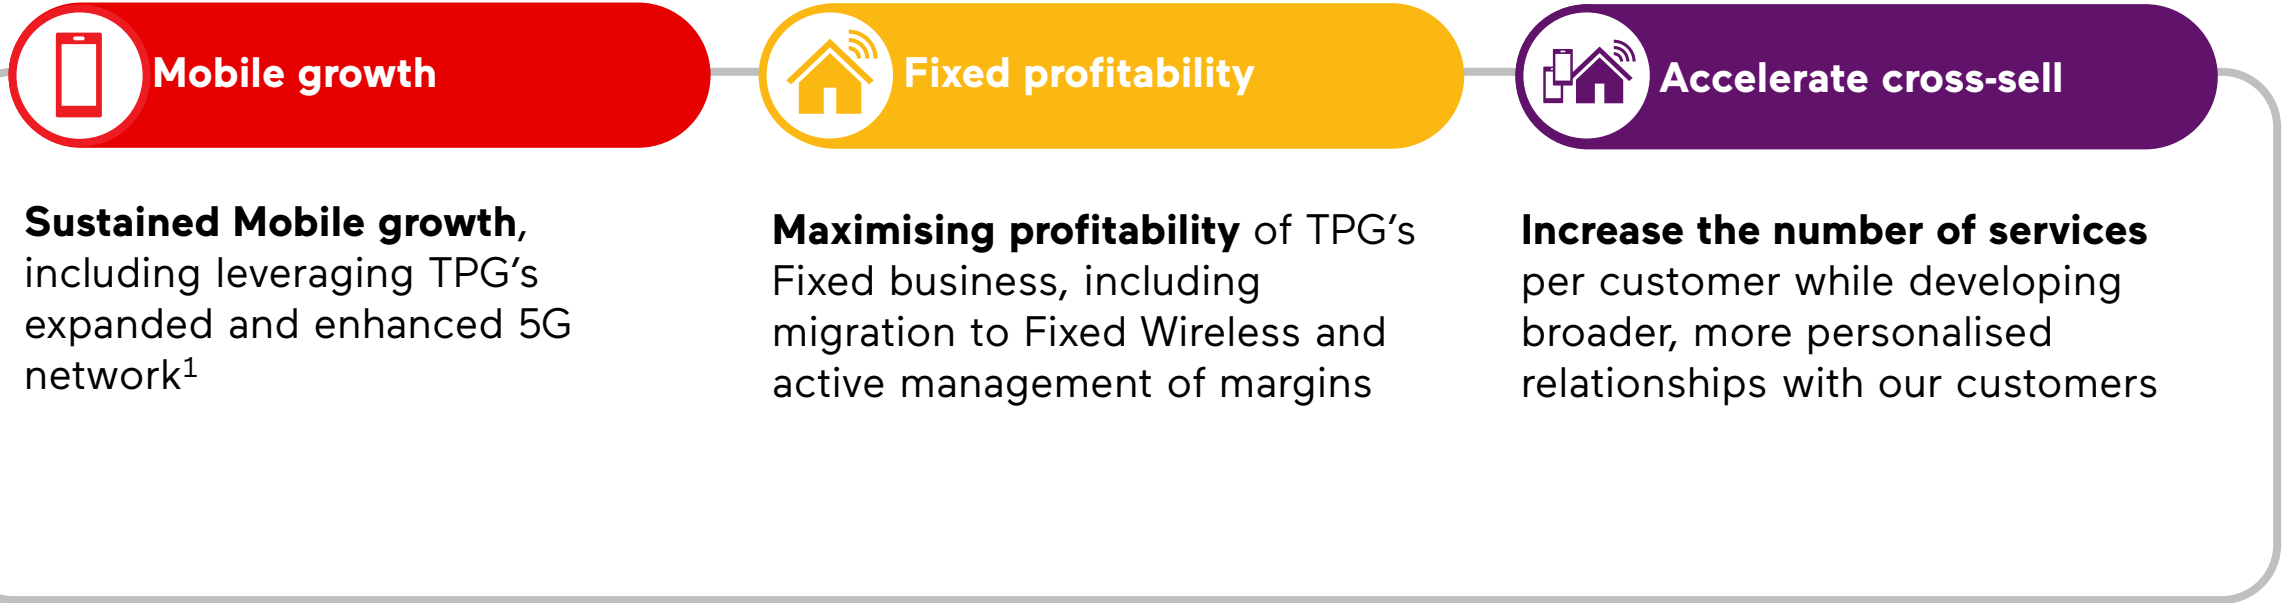 Mobile growth
Sustained Mobile growth,
including leveraging TPG’s
expanded and enhanced 5G
network¹
Fixed profitability
Maximising profitability of TPG’s
Fixed business, including
migration to Fixed Wireless and
active management of margins
Accelerate cross-sell
Increase the number of services
per customer while developing
broader, more personalised
relationships with our customers